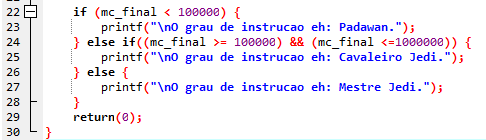 22 if (mc_final < 100000) {
23 printf("\nO grau de instrucao eh: Padawan.");
24 } else if((mc_final >= 100000) && (mc_final <=1000000)) {
25 printf("\nO grau de instrucao eh: Cavaleiro Jedi.");
26 } else {
27 printf("\nO grau de instrucao eh: Mestre Jedi.");
28 }
29 return(0);
30 }